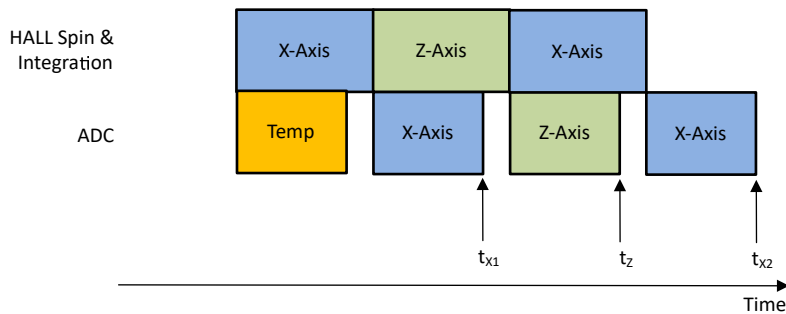 HALL Spin &
Integration
X-Axis
Z-Axis
X-Axis
ADC
Temp
X-Axis
Z-Axis
X-Axis
tX1
tZ
tX2
Time